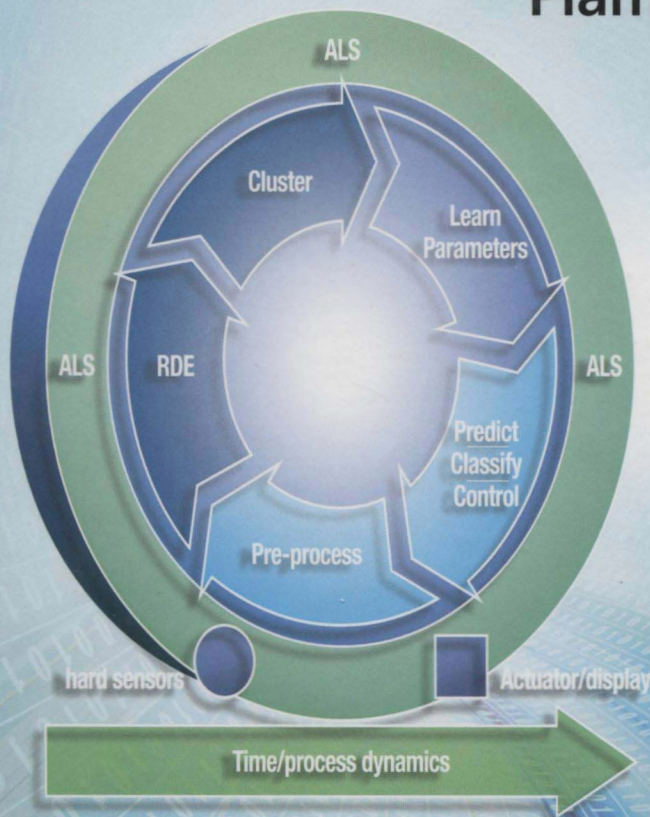 ALS
Cluster
Learn
Parameters
ALS
RDE
ALS
Predict
Classify
Control
Pre-process
hard sensors
Actuator/display
Time/process dynamics